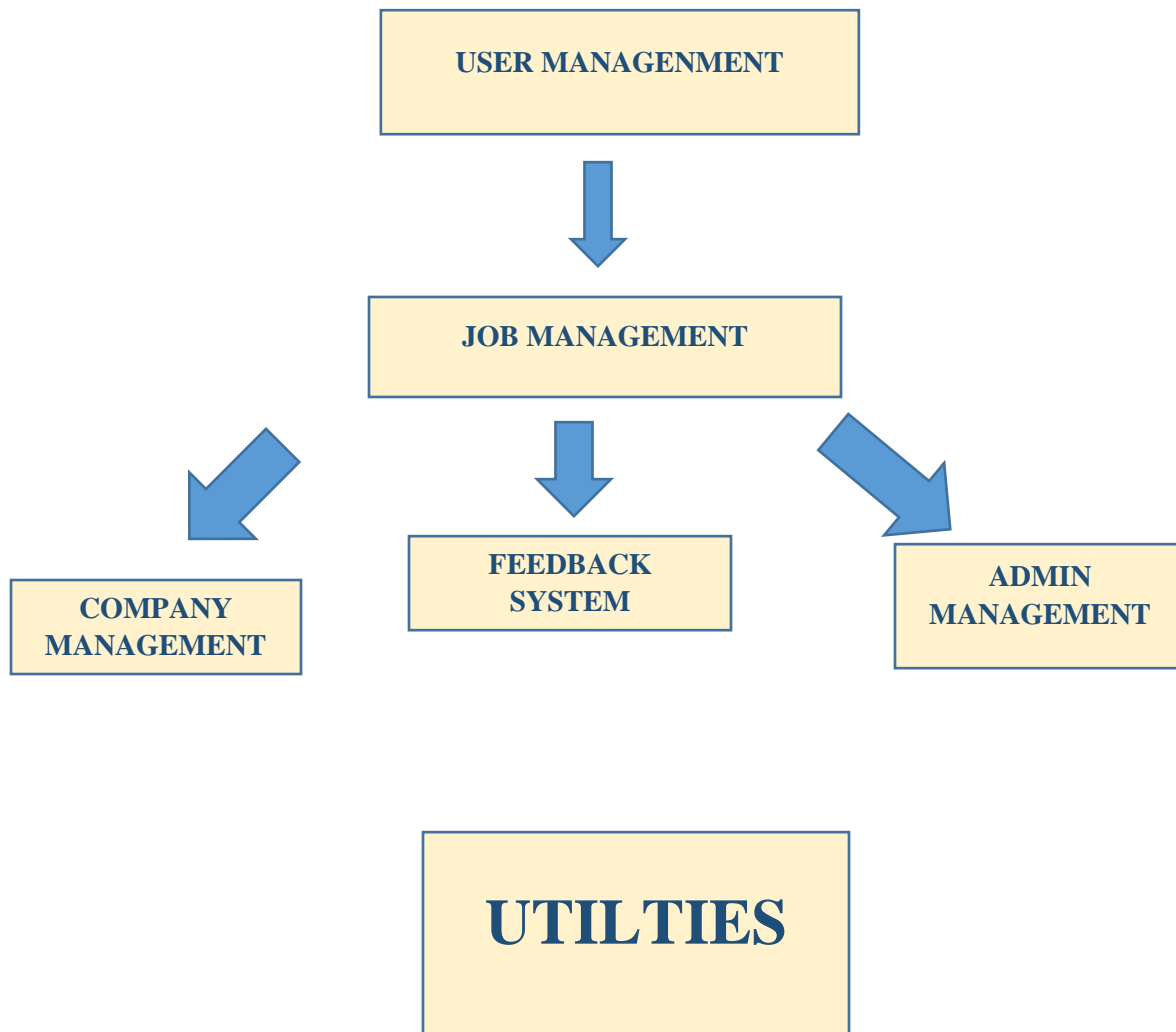 USER MANAGENMENT
JOB MANAGEMENT
COMPANY
MANAGEMENT
FEEDBACK
SYSTEM
ADMIN
MANAGEMENT
UTILTIES